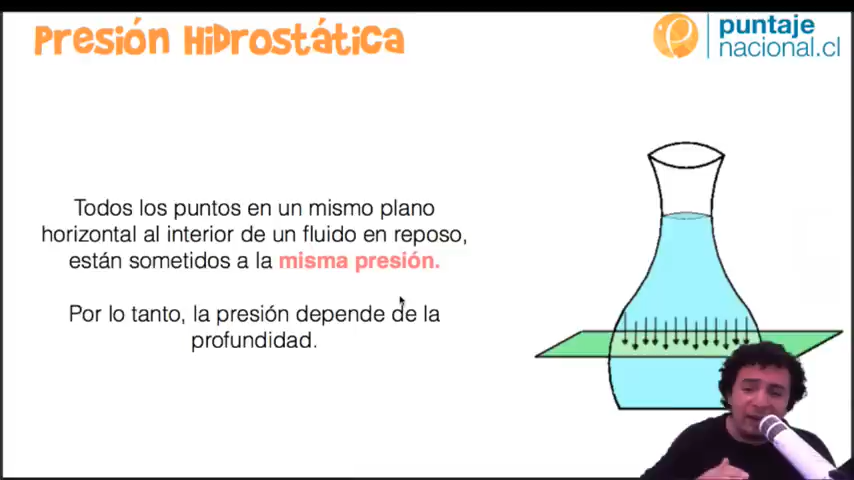 Presión Hidrostática
puntaje
nacional.cl
Todos los puntos en un mismo plano
horizontal al interior de un fluido en reposo,
están sometidos a la misma presión.
Por lo tanto, la presión depende de la
profundidad.